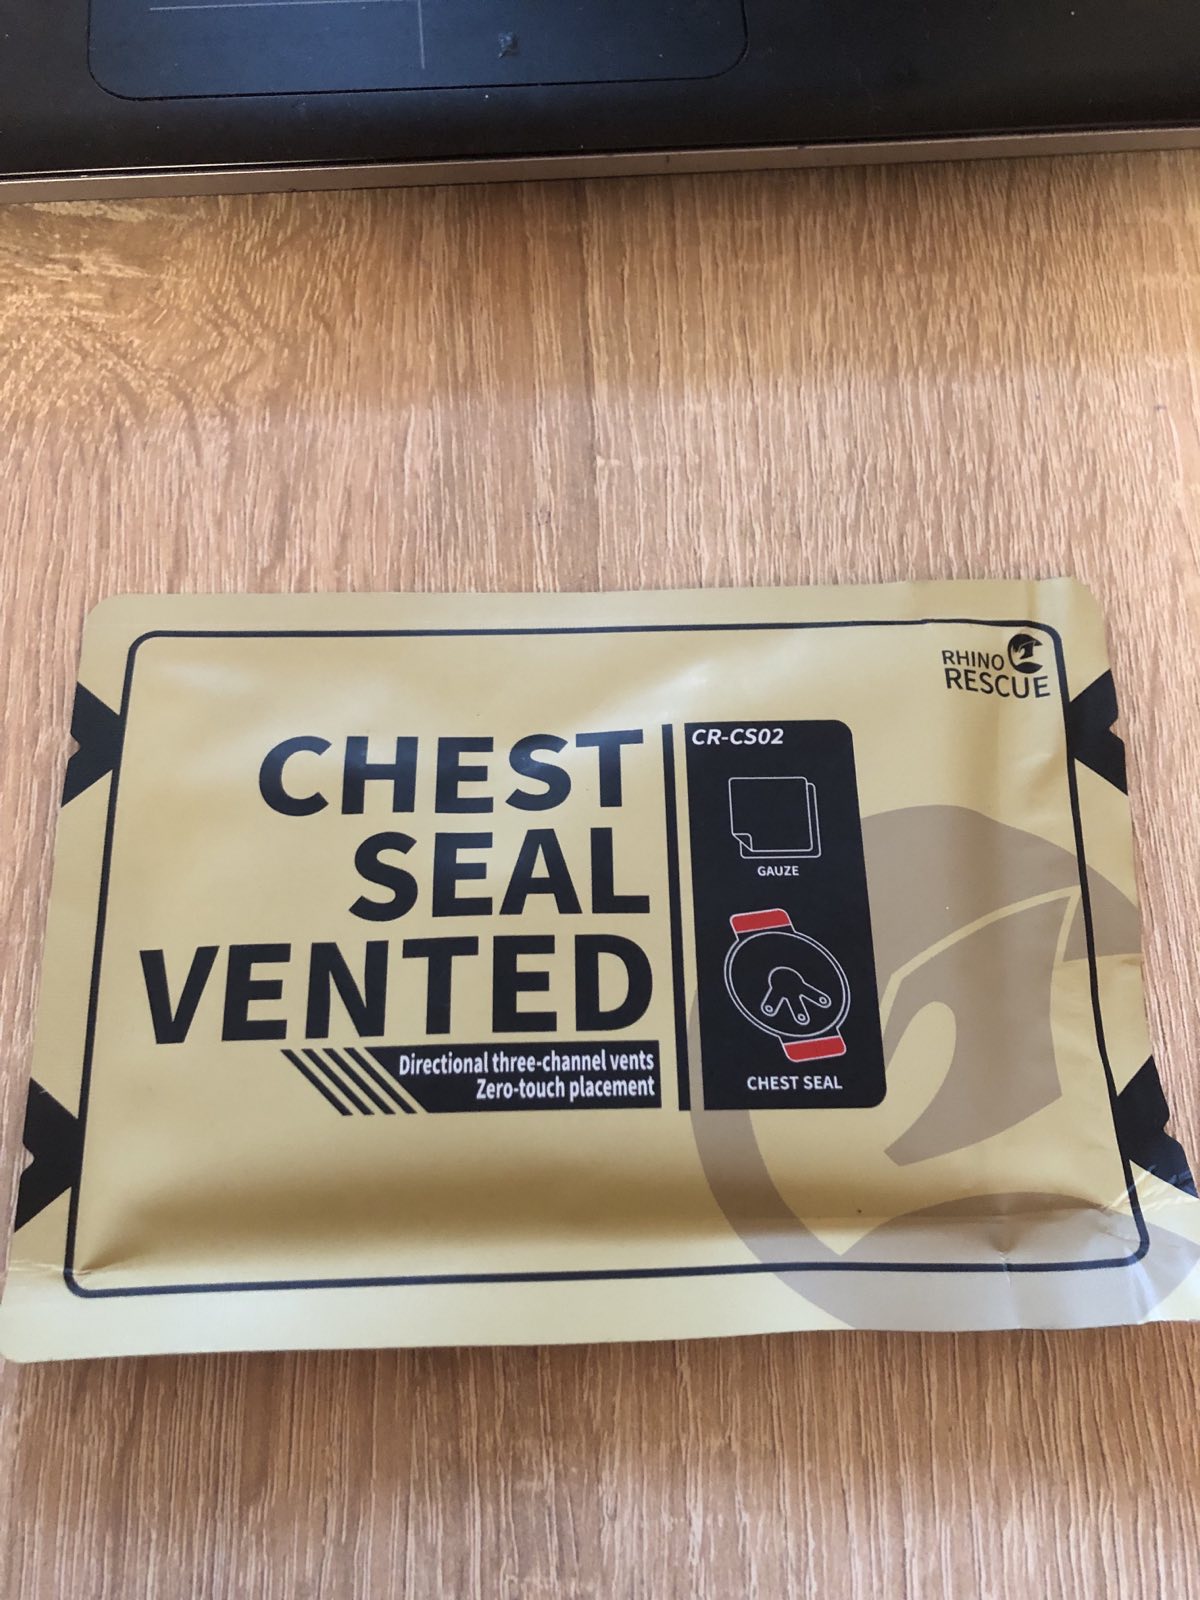 RHINO
RESCUE
CHEST
SEAL
VENTED
Directional three-channel vents
Zero-touch placement
CR-CS02
GAUZE
CHEST SEAL